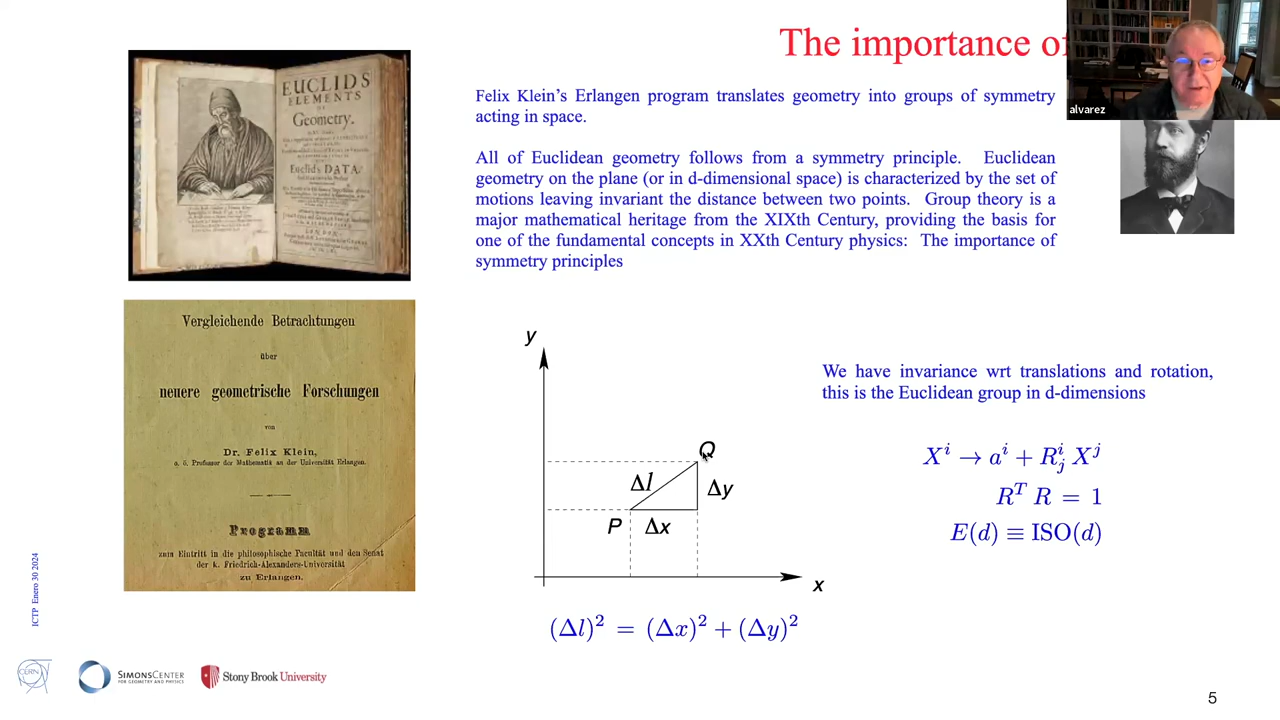 The importance of
alvarez
Felix Klein's Erlangen program translates geometry into groups of symmetry
acting in space.
All of Euclidean geometry follows from a symmetry principle. Euclidean
geometry on the plane (or in d-dimensional space) is characterized by the set of
motions leaving invariant the distance between two points. Group theory is a
major mathematical heritage from the XIXth Century, providing the basis for
one of the fundamental concepts in XXth Century physics: The importance of
symmetry principles
EUCLIDS
ELEMENTS
OF
Geometry.
Euclids DATA
LONDON
Vergleichende Betrachtungen
über
neuere geometrische Forschungen
von
Dr. Felix Klein,
a. ö. Professor der Mathematik an der Universität Erlangen.
Programm
zum Eintritt in die philosophische Facultät und den Senat
der k. Friedrich-Alexanders-Universität
zu Erlangen.
y
Q
Δl
Δy
P
Δx
x
(Δl)² = (Δx)² + (Δy)²
We have invariance wrt translations and rotation,
this is the Euclidean group in d-dimensions
Xⁱ → aⁱ + Rⁱⱼ Xʲ
Rᵀ R = 1
E(d) ≡ ISO(d)
ICTP Enero 30 2024
CERN
SIMONS CENTER
FOR GEOMETRY AND PHYSICS
Stony Brook University
5